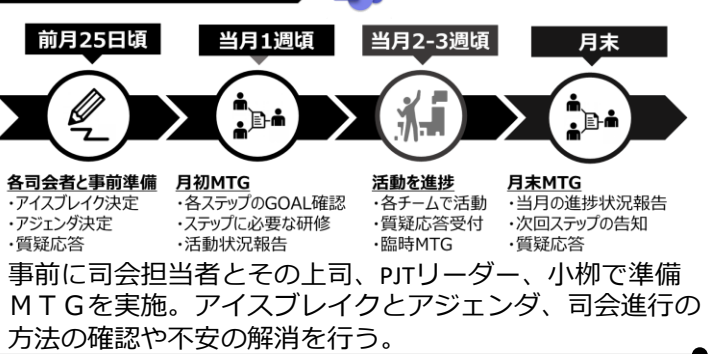 前月25日頃 当月1週頃 当月2-3週頃 月末
各司会者と事前準備
・アイスブレイク決定
・アジェンダ決定
・質疑応答
月初MTG
・各ステップのGOAL確認
・ステップに必要な研修
・活動状況報告
活動を進捗
・各チームで活動
・質疑応答受付
・臨時MTG
月末MTG
・当月の進捗状況報告
・次回ステップの告知
・質疑応答
事前に司会担当者とその上司、PJTリーダー、小栁で準備
ＭＴＧを実施。アイスブレイクとアジェンダ、司会進行の
方法の確認や不安の解消を行う。